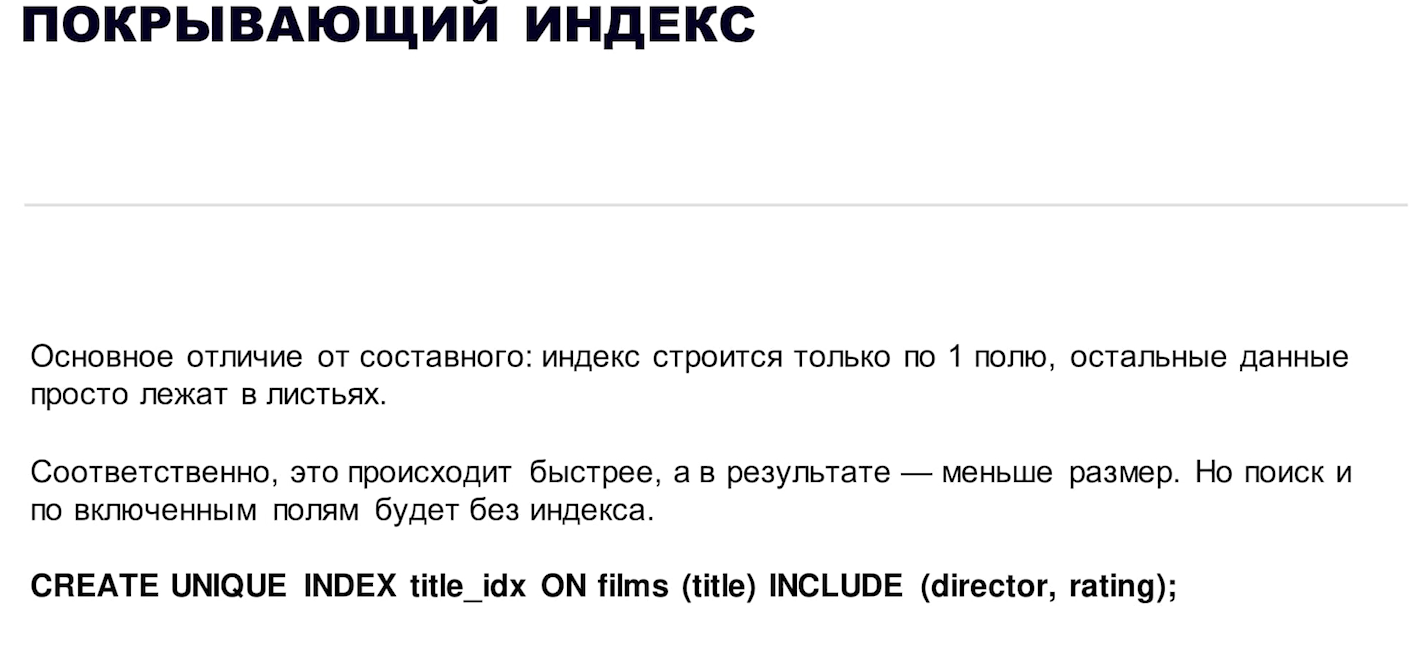 ПОКРЫВАЮЩИЙ ИНДЕКС
Основное отличие от составного: индекс строится только по 1 полю, остальные данные
просто лежат в листьях.
Соответственно, это происходит быстрее, а в результате — меньше размер. Но поиск и
по включенным полям будет без индекса.
CREATE UNIQUE INDEX title_idx ON films (title) INCLUDE (director, rating);